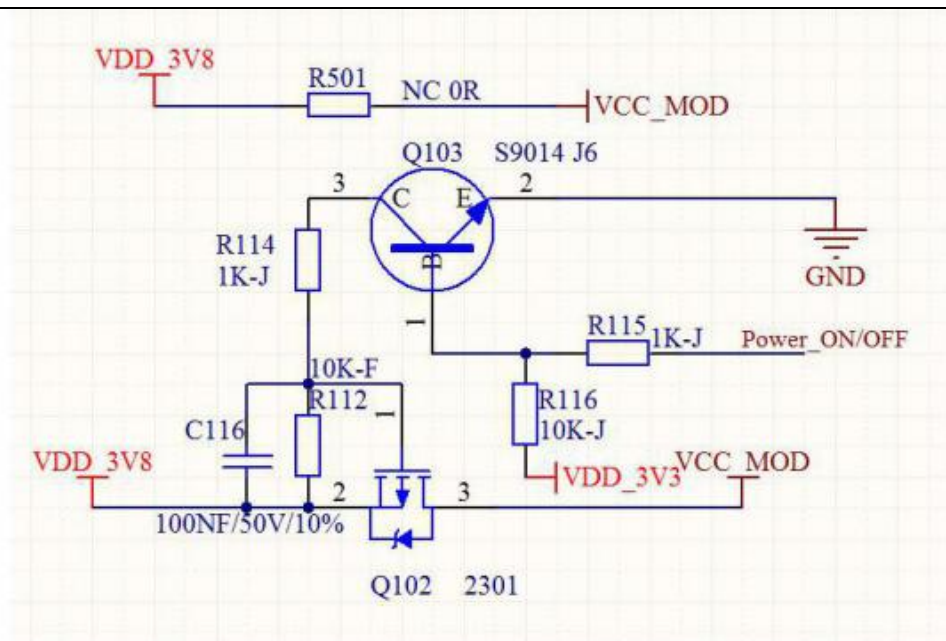 VDD_3V8
R501
NC 0R
VCC_MOD
Q103
S9014 J6
3
C
E
2
B
1
R114
1K-J
GND
R115
1K-J
Power_ON/OFF
10K-F
R112
1
R116
10K-J
C116
VDD_3V8
VDD_3V3
VCC_MOD
2
3
100NF/50V/10%
Q102
2301